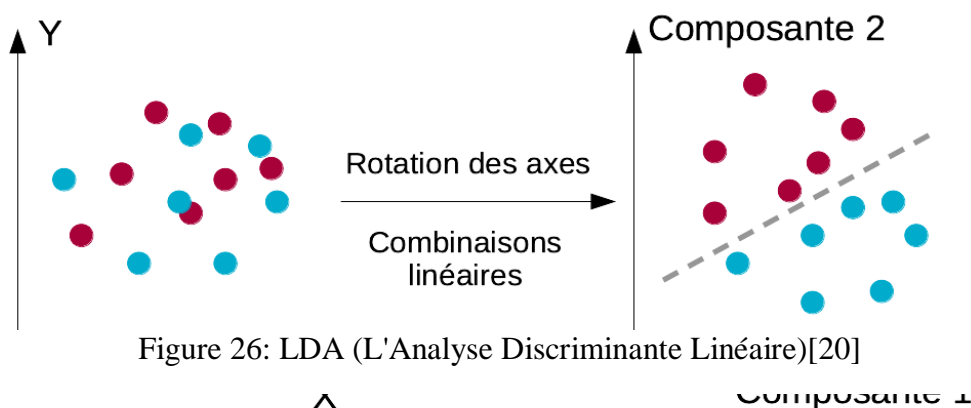 Y
Composante 2
Rotation des axes
Combinaisons
linéaires
Figure 26: LDA (L'Analyse Discriminante Linéaire)[20]
Composante 1